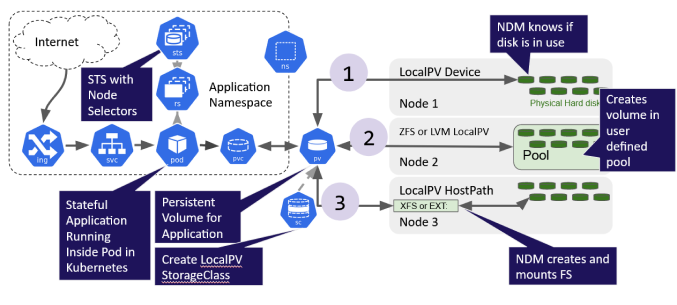 Internet
sts
STS with
Node
Selectors
rs
Application
Namespace
ns
ing
svc
pod
pvc
pv
sc
Stateful
Application
Running
Inside Pod in
Kubernetes
Persistent
Volume for
Application
Create LocalPV
StorageClass
1
LocalPV Device
Node 1
NDM knows if
disk is in use
Physical Hard disk
2
ZFS or LVM LocalPV
Node 2
Pool
Creates
volume in
user
defined
pool
3
LocalPV HostPath
XFS or EXT:
Node 3
NDM creates and
mounts FS